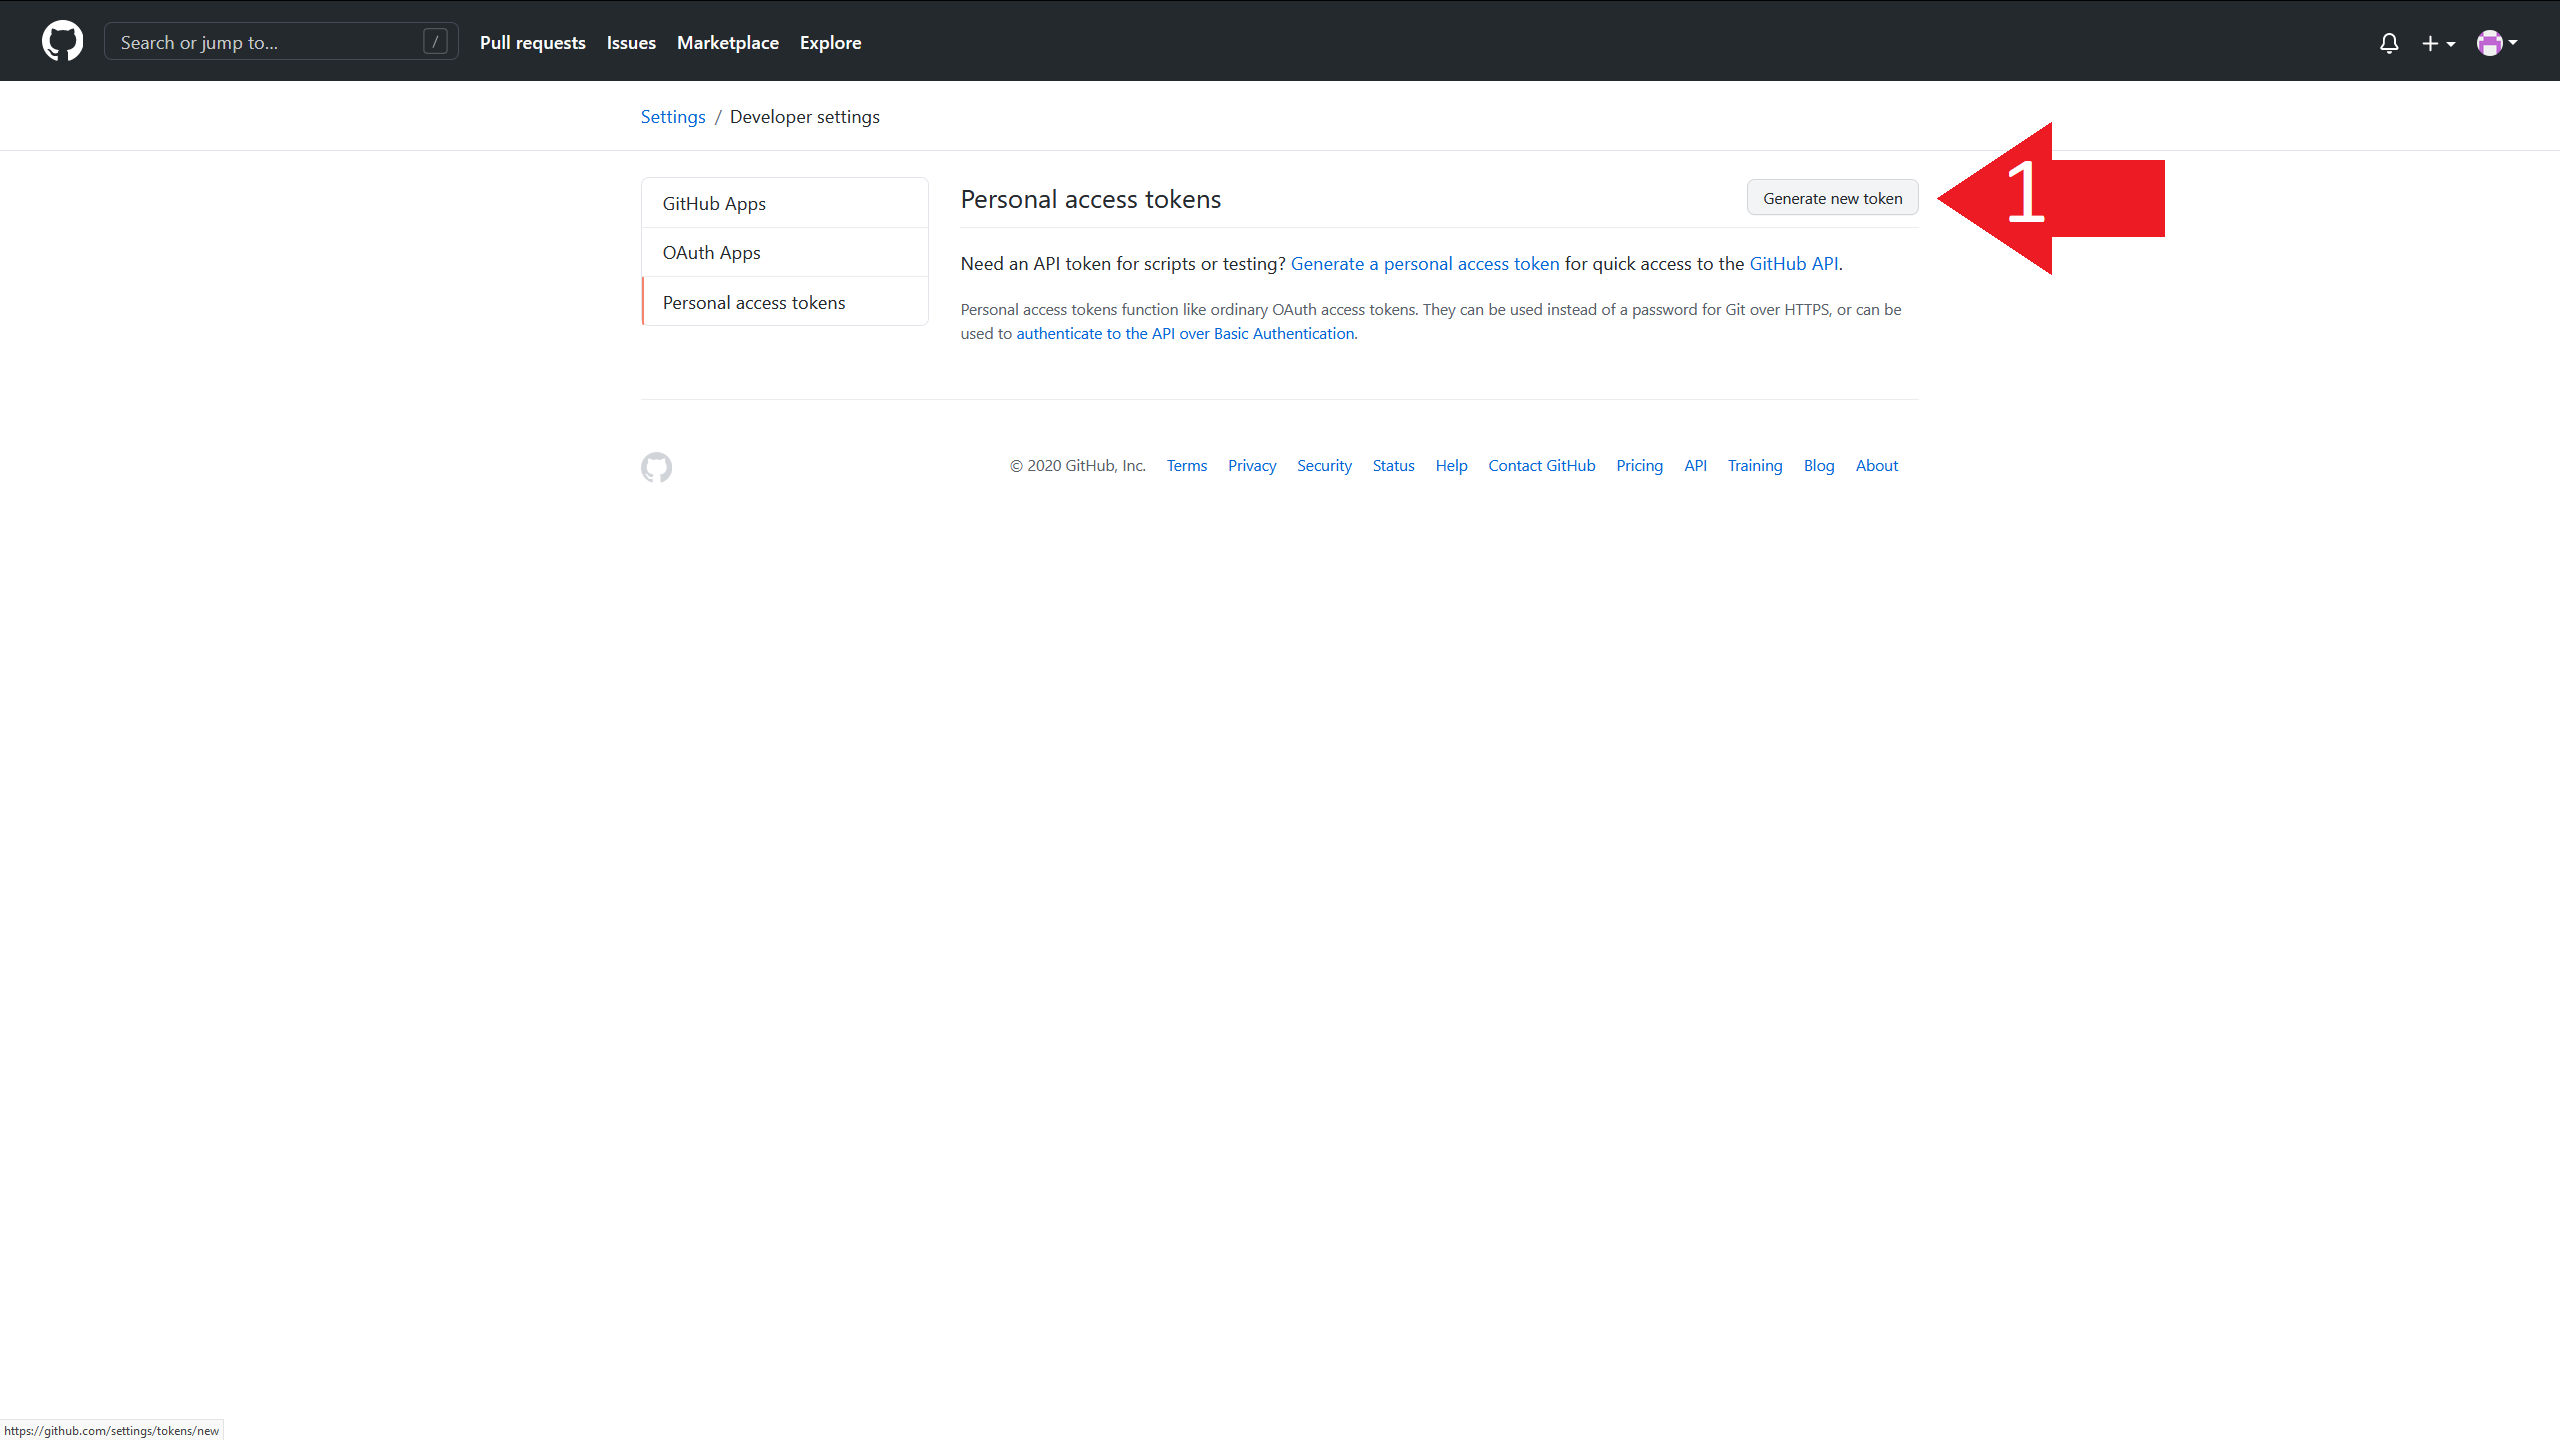 Search or jump to... /
Pull requests Issues Marketplace Explore
Settings / Developer settings
GitHub Apps
OAuth Apps
Personal access tokens
Personal access tokens
Generate new token
1
Need an API token for scripts or testing? Generate a personal access token for quick access to the GitHub API.
Personal access tokens function like ordinary OAuth access tokens. They can be used instead of a password for Git over HTTPS, or can be
used to authenticate to the API over Basic Authentication.
© 2020 GitHub, Inc. Terms Privacy Security Status Help Contact GitHub Pricing API Training Blog About
https://github.com/settings/tokens/new